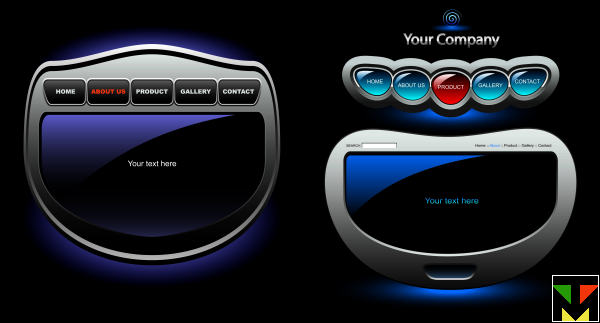 HOME ABOUT US PRODUCT GALLERY CONTACT
Your text here
Your Company
HOME ABOUT US PRODUCT GALLERY CONTACT
SEARCH Home :: About :: Product :: Gallery :: Contact
Your text here